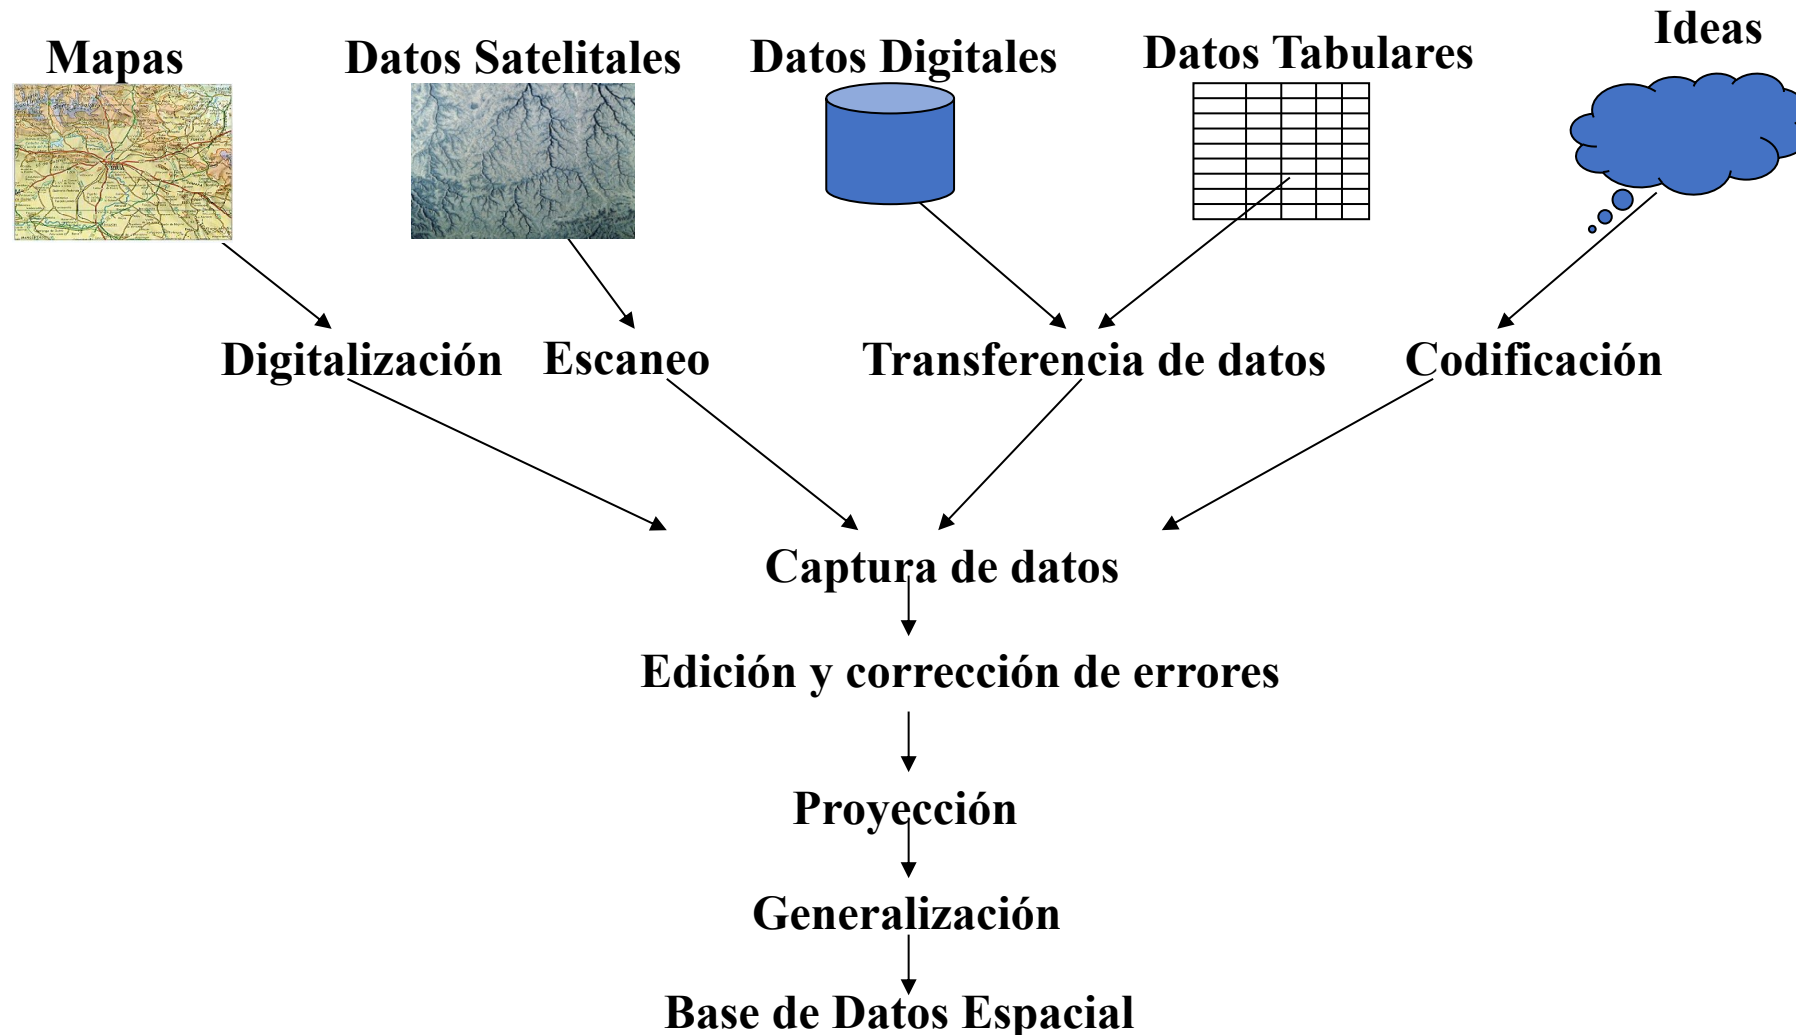 Mapas
Datos Satelitales
Datos Digitales
Datos Tabulares
Ideas
Digitalización
Escaneo
Transferencia de datos
Codificación
Captura de datos
Edición y corrección de errores
Proyección
Generalización
Base de Datos Espacial